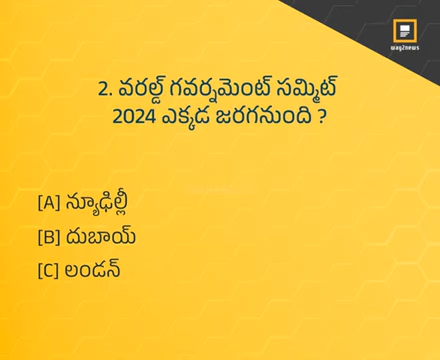 way2news
2. వరల్డ్ గవర్నమెంట్ సమ్మిట్
2024 ఎక్కడ జరగనుంది ?
[A] న్యూఢిల్లీ
[B] దుబాయ్
[C] లండన్